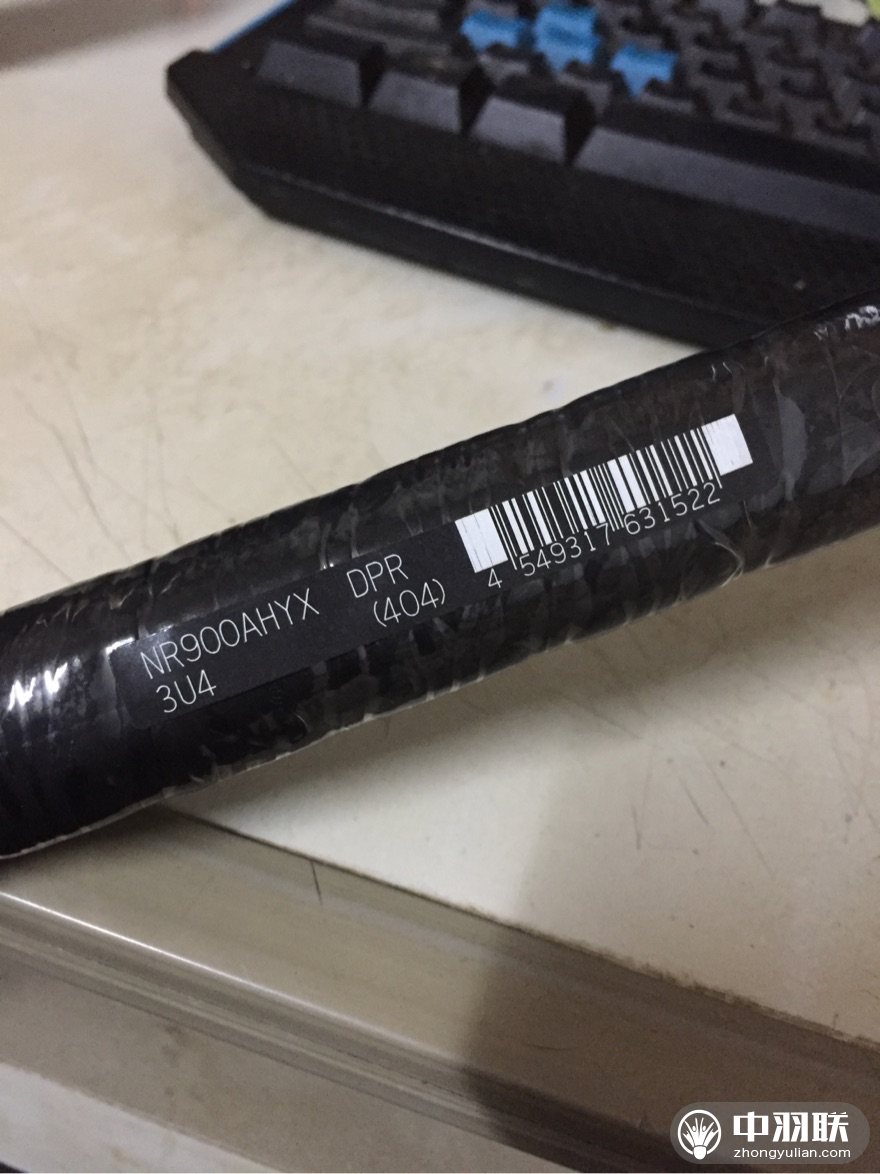 NR900AHYX DPR
3U4 (404)
4 549317 631522
中羽联
zhongyulian.com